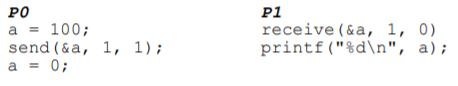 P0 P1
a = 100; receive(&a, 1, 0)
send(&a, 1, 1); printf("%d\n", a);
a = 0;